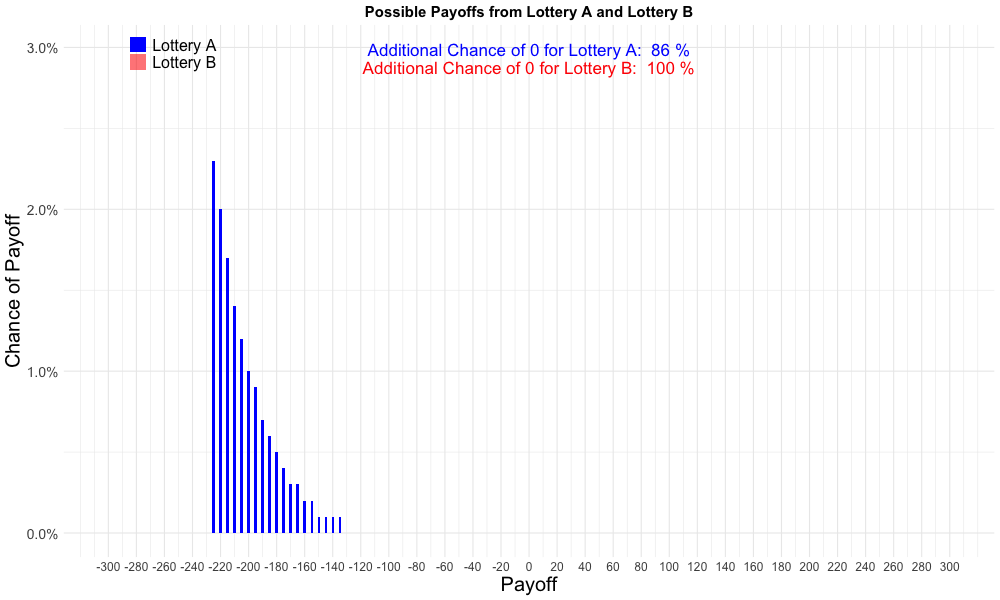 Possible Payoffs from Lottery A and Lottery B
Lottery A
Lottery B
Additional Chance of 0 for Lottery A:  86 %
Additional Chance of 0 for Lottery B:  100 %
Chance of Payoff
3.0%
2.0%
1.0%
0.0%
-300 -280 -260 -240 -220 -200 -180 -160 -140 -120 -100 -80 -60 -40 -20 0 20 40 60 80 100 120 140 160 180 200 220 240 260 280 300
Payoff